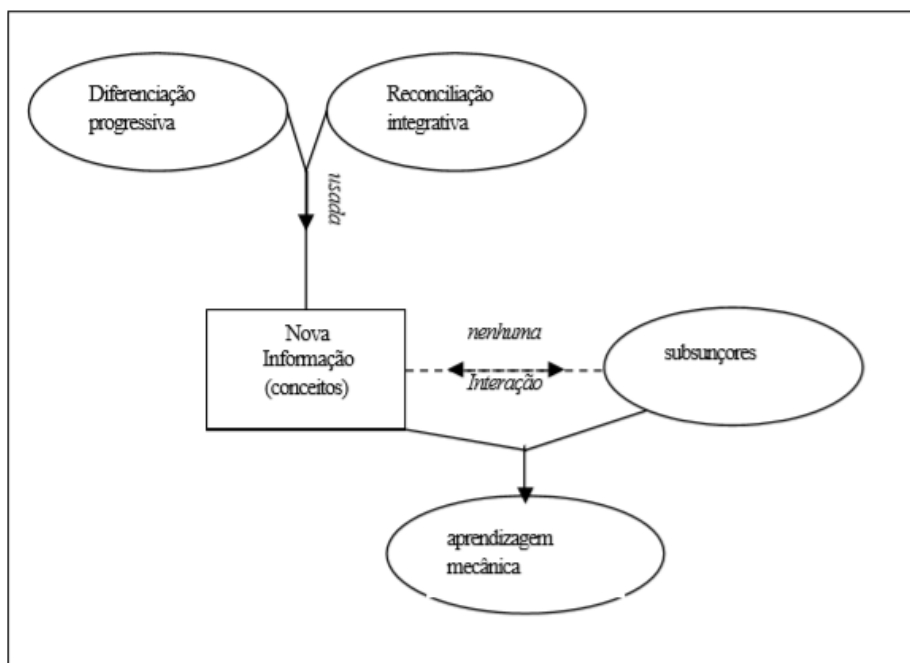 Diferenciação
progressiva
Reconciliação
integrativa
usada
Nova
Informação
(conceitos)
nenhuma
Interação
subsunçores
aprendizagem
mecânica